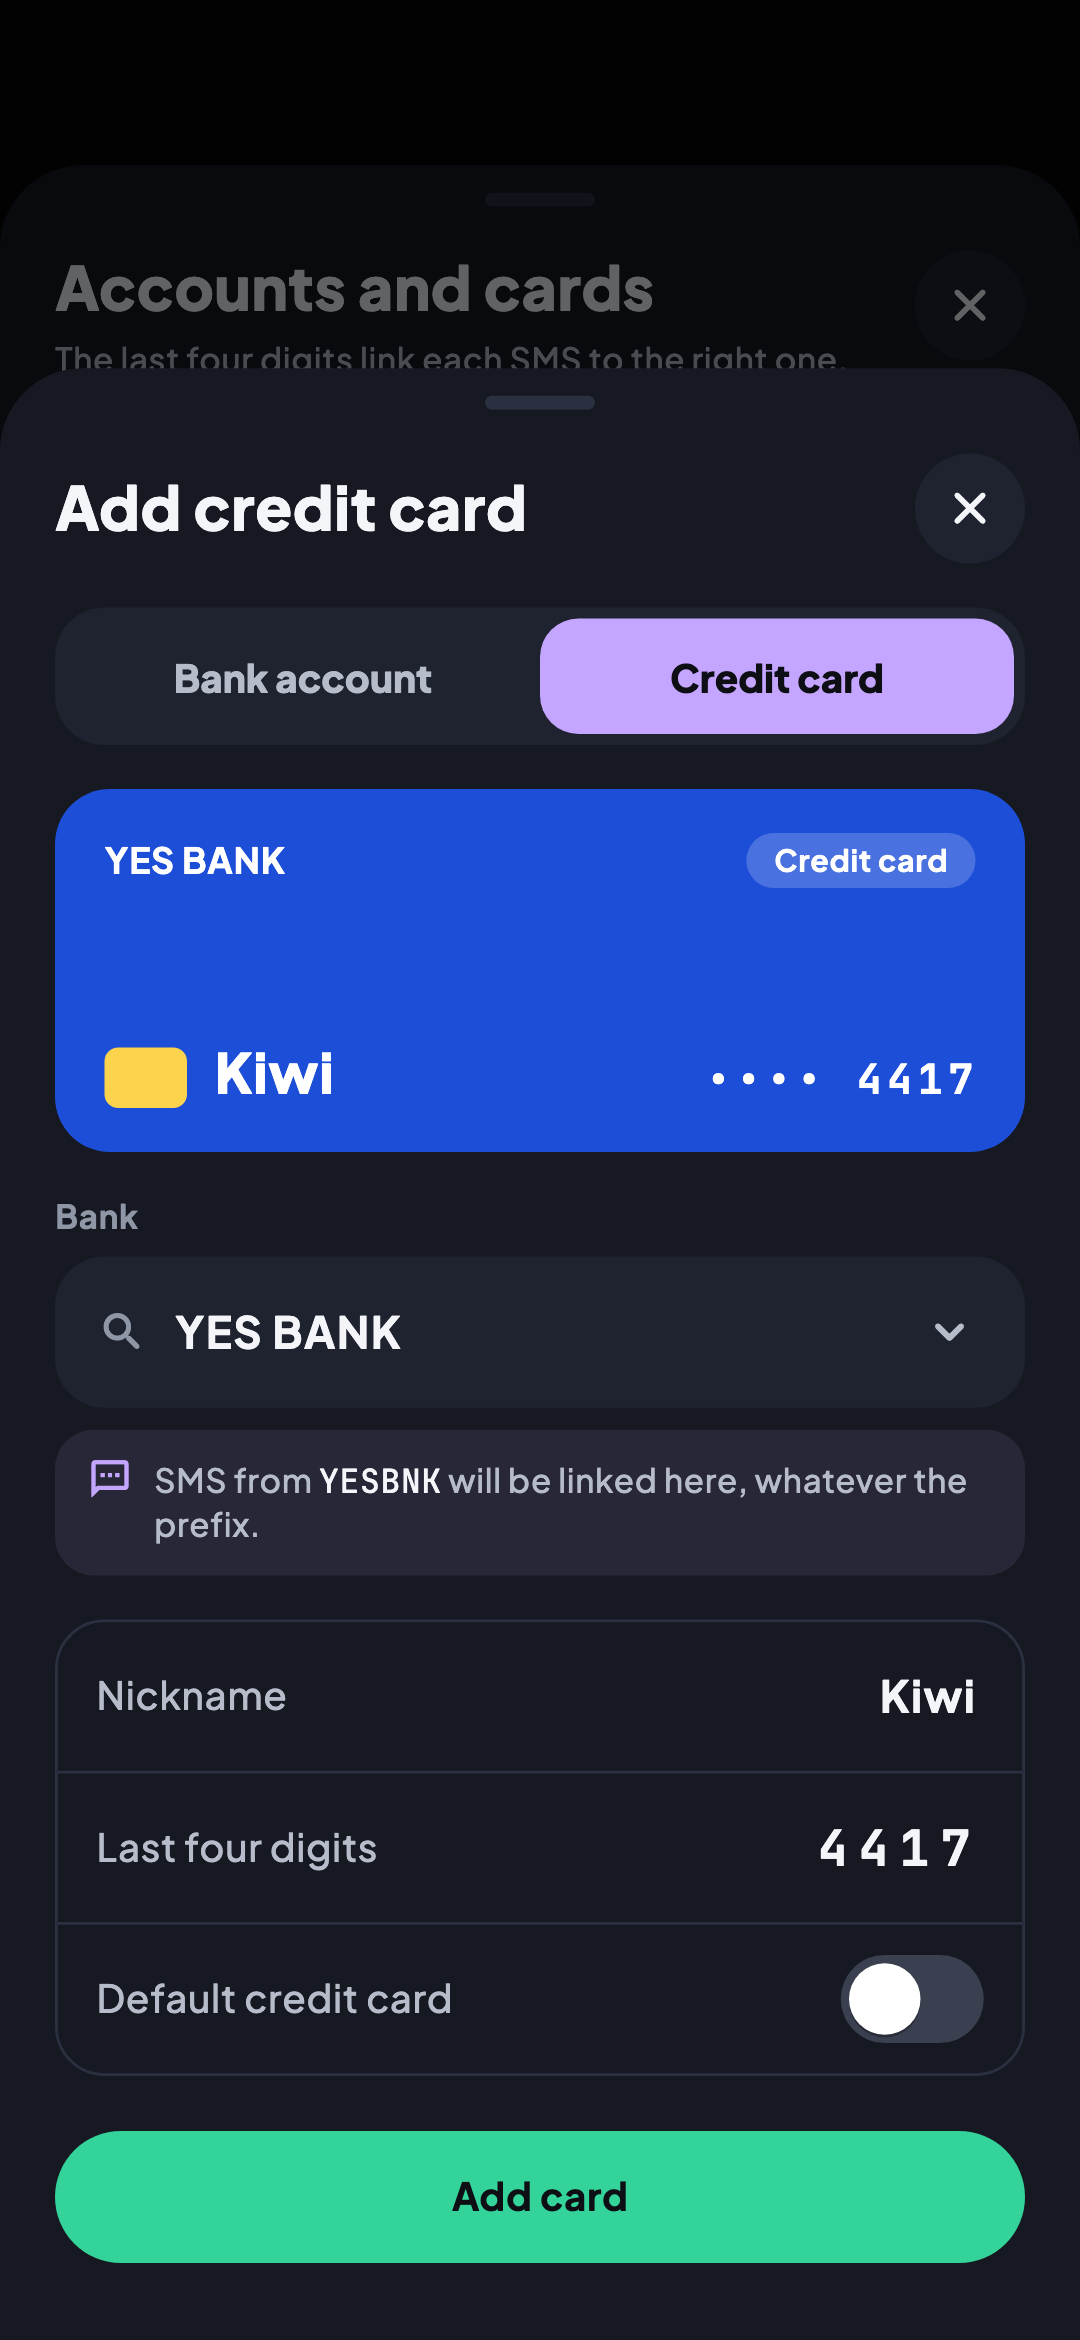 Accounts and cards
The last four digits link each SMS to the right one.
Add credit card
Bank account
Credit card
YES BANK
Credit card
Kiwi
•••• 4417
Bank
YES BANK
SMS from YESBNK will be linked here, whatever the
prefix.
Nickname
Kiwi
Last four digits
4417
Default credit card
Add card